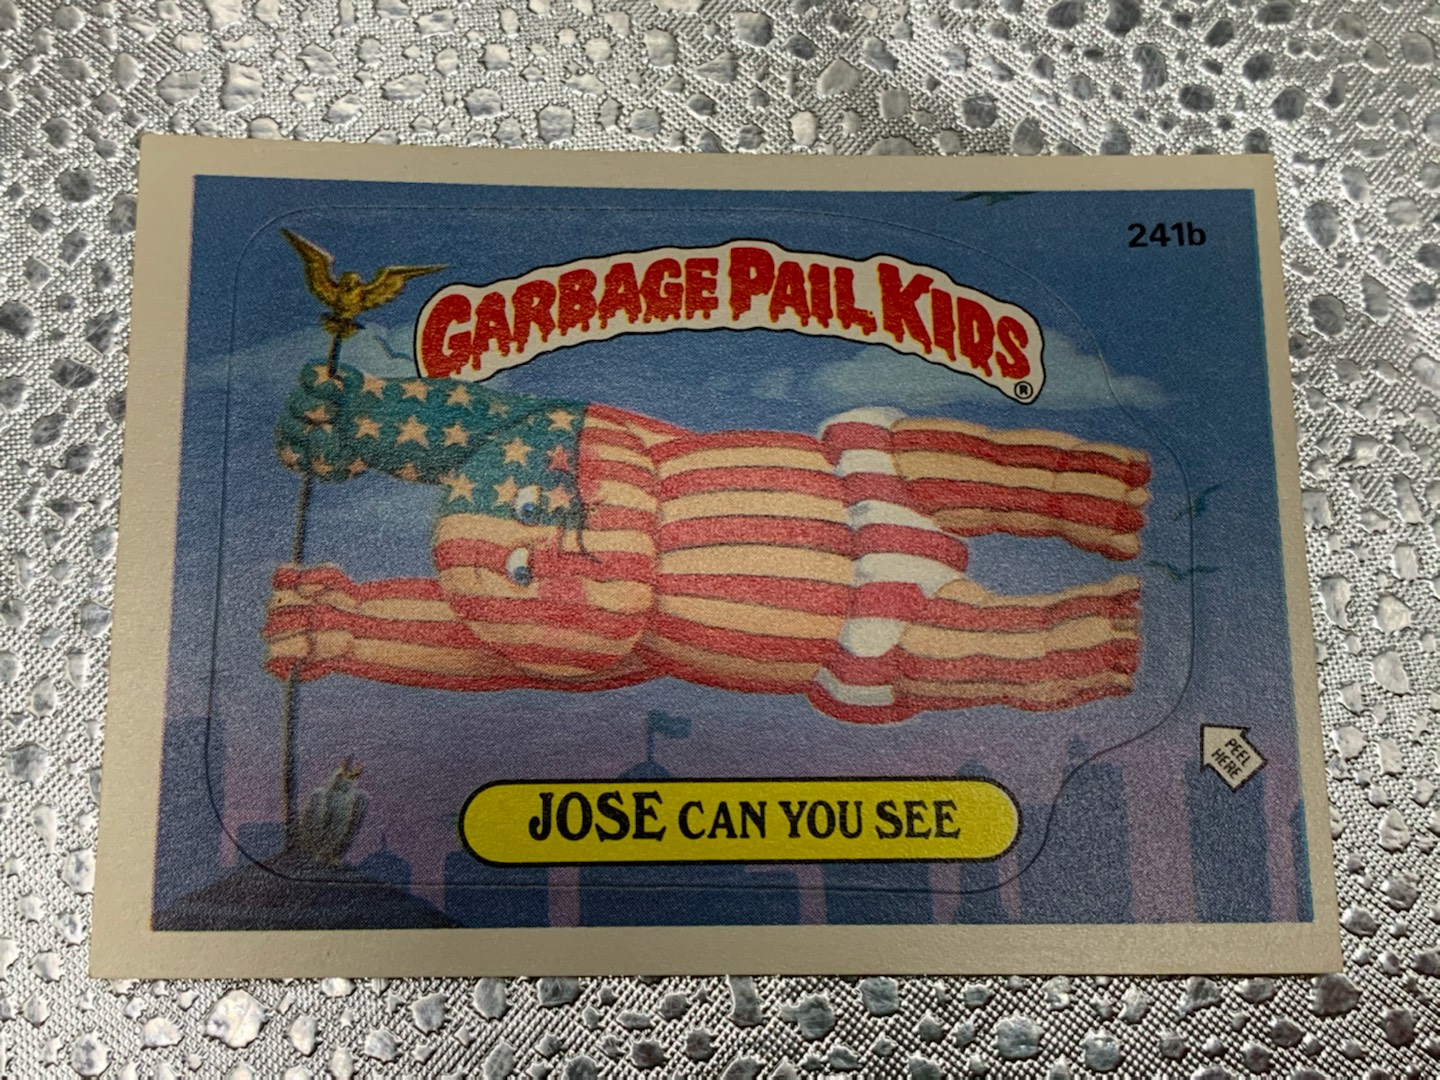 241b
GARBAGE PAIL KIDS
®
PEEL
HERE
JOSE CAN YOU SEE